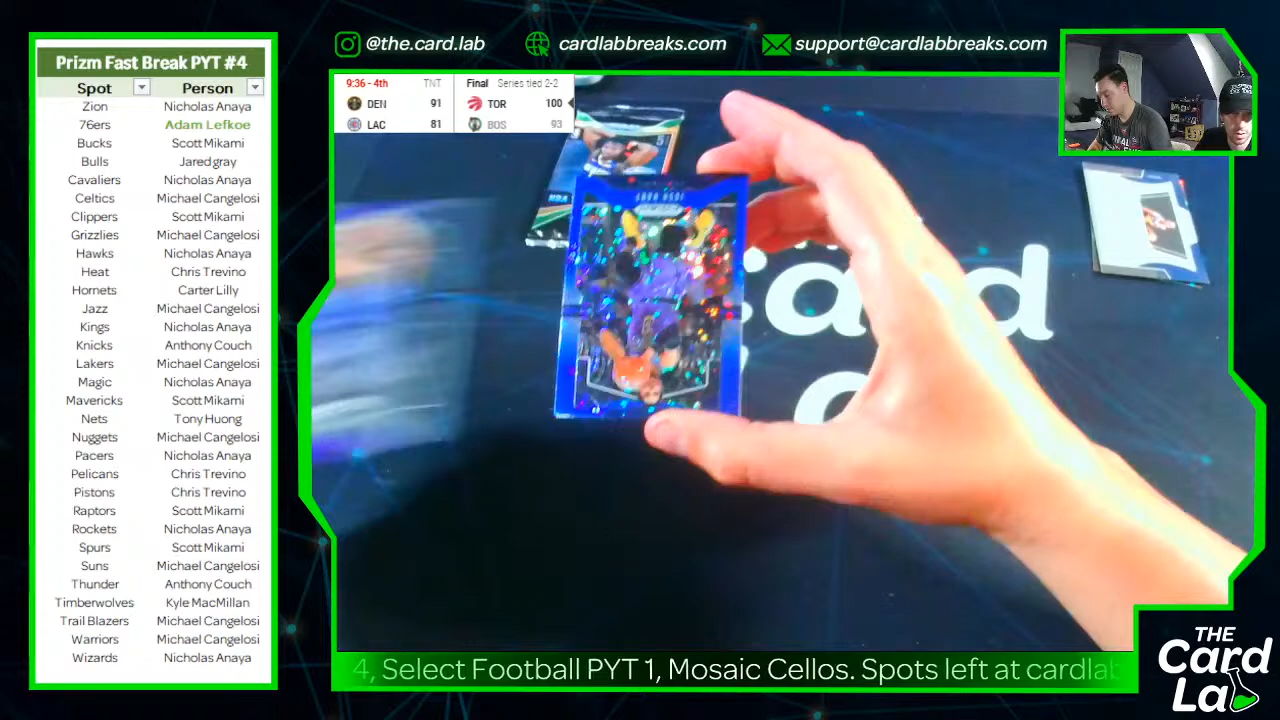 @the.card.lab
cardlabbreaks.com
support@cardlabbreaks.com
Prizm Fast Break PYT #4
Spot Person
Zion Nicholas Anaya
76ers Adam Lefkoe
Bucks Scott Mikami
Bulls Jared gray
Cavaliers Nicholas Anaya
Celtics Michael Cangelosi
Clippers Scott Mikami
Grizzlies Michael Cangelosi
Hawks Nicholas Anaya
Heat Chris Trevino
Hornets Carter Lilly
Jazz Michael Cangelosi
Kings Nicholas Anaya
Knicks Anthony Couch
Lakers Michael Cangelosi
Magic Nicholas Anaya
Mavericks Scott Mikami
Nets Tony Huong
Nuggets Michael Cangelosi
Pacers Nicholas Anaya
Pelicans Chris Trevino
Pistons Chris Trevino
Raptors Scott Mikami
Rockets Nicholas Anaya
Spurs Scott Mikami
Suns Michael Cangelosi
Thunder Anthony Couch
Timberwolves Kyle MacMillan
Trail Blazers Michael Cangelosi
Warriors Michael Cangelosi
Wizards Nicholas Anaya
9:36 - 4th TNT
DEN 91
LAC 81
Final Series tied 2-2
TOR 100
BOS 93
4, Select Football PYT 1, Mosaic Cellos. Spots left at cardlab
THE
Card
La